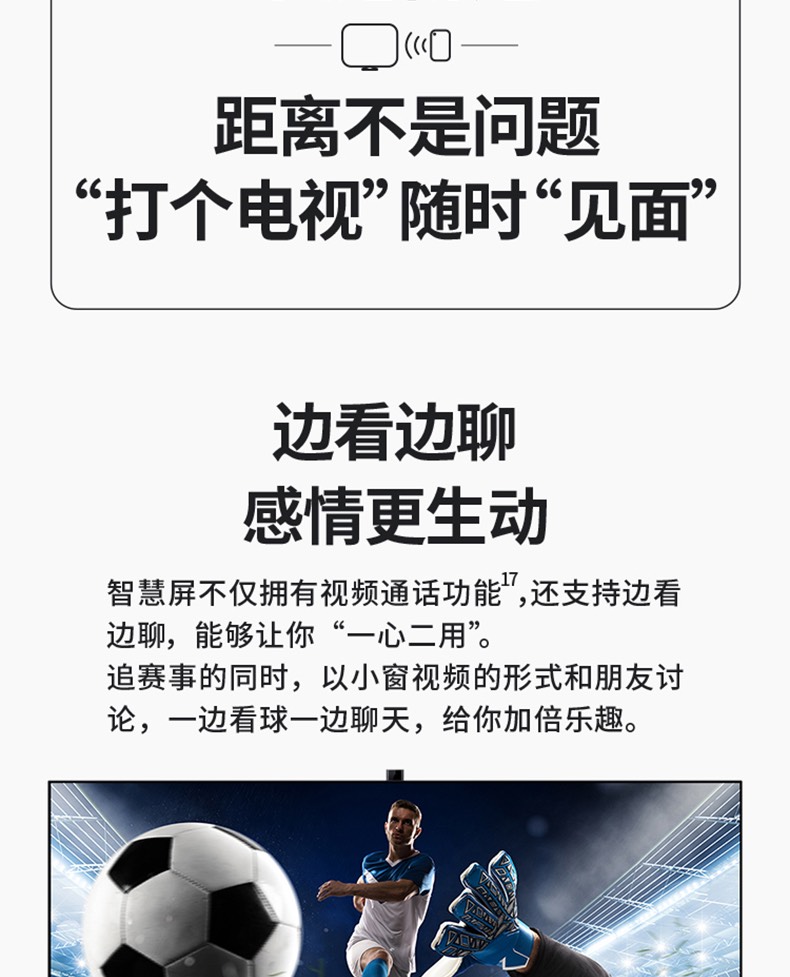 距离不是问题
“打个电视”随时“见面”
边看边聊
感情更生动
智慧屏不仅拥有视频通话功能17,还支持边看
边聊，能够让你“一心二用”。
追赛事的同时，以小窗视频的形式和朋友讨
论，一边看球一边聊天，给你加倍乐趣。